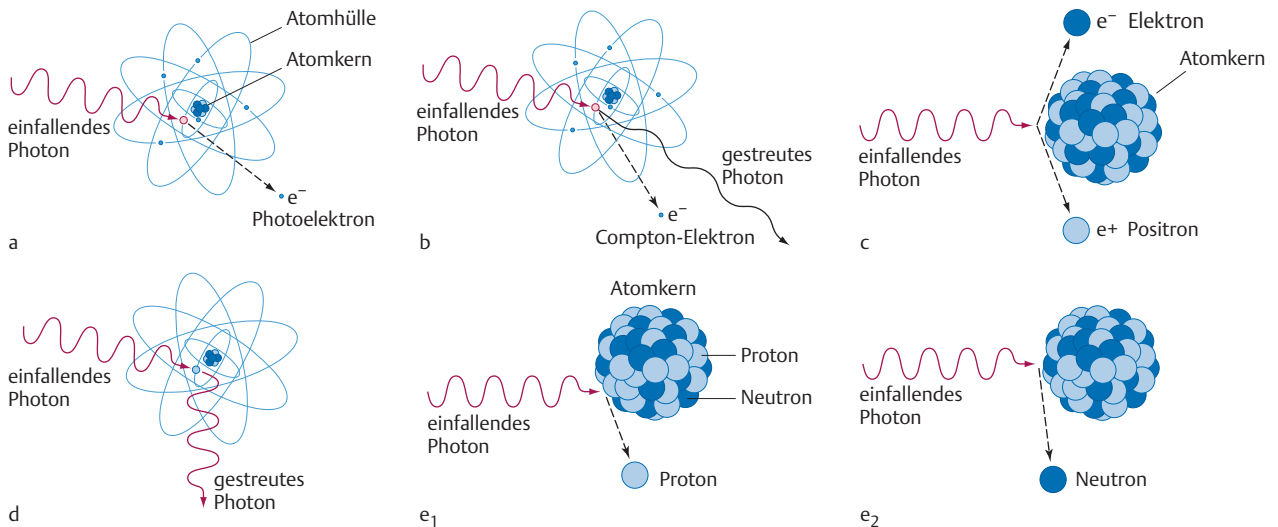 Atomhülle
Atomkern
einfallendes
Photon
e⁻
Photoelektron
a
einfallendes
Photon
gestreutes
Photon
e⁻
Compton-Elektron
b
e⁻ Elektron
Atomkern
einfallendes
Photon
e+ Positron
c
einfallendes
Photon
gestreutes
Photon
d
Atomkern
Proton
Neutron
einfallendes
Photon
Proton
e₁
einfallendes
Photon
Neutron
e₂